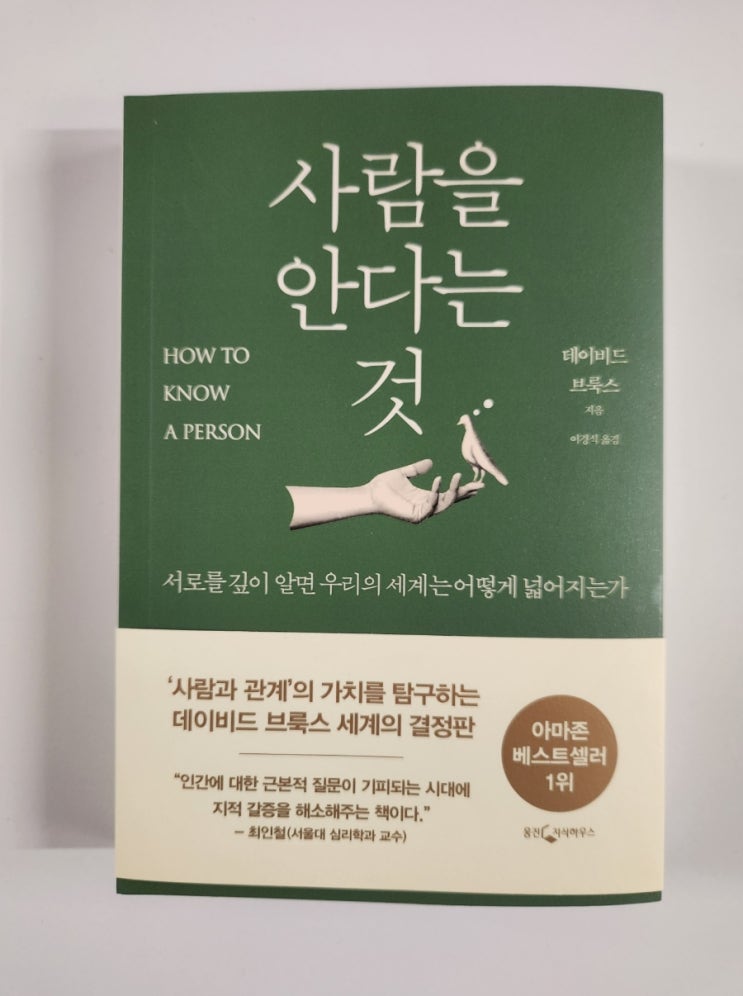 사람을
안다는
것
HOW TO
KNOW
A PERSON
데이비드
브룩스
지음
이경식 옮김
서로를 깊이 알면 우리의 세계는 어떻게 넓어지는가
‘사람과 관계’의 가치를 탐구하는
데이비드 브룩스 세계의 결정판
“인간에 대한 근본적 질문이 기피되는 시대에
지적 갈증을 해소해주는 책이다.”
– 최인철(서울대 심리학과 교수)
아마존
베스트셀러
1위
웅진 지식하우스